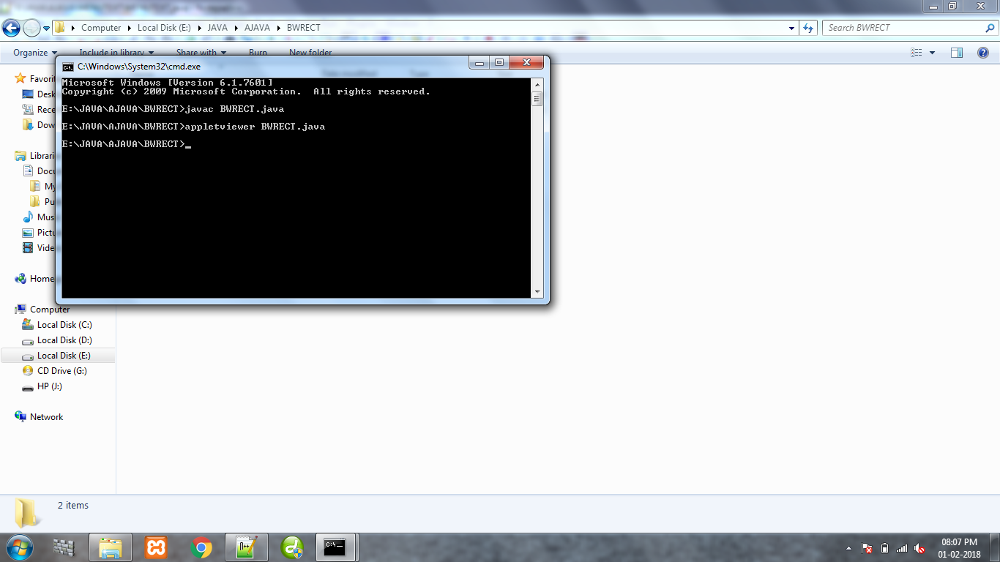 Computer Local Disk (E:) JAVA AJAVA BWRECT
Search BWRECT
Organize Include in library Share with Burn New folder
C:\Windows\System32\cmd.exe
Microsoft Windows [Version 6.1.7601]
Copyright (c) 2009 Microsoft Corporation.  All rights reserved.
E:\JAVA\AJAVA\BWRECT>javac BWRECT.java
E:\JAVA\AJAVA\BWRECT>appletviewer BWRECT.java
E:\JAVA\AJAVA\BWRECT>_
Favorit
Desk
Rece
Dow
Librari
Docu
My
Pu
Musi
Pictu
Vide
Home
Computer
Local Disk (C:)
Local Disk (D:)
Local Disk (E:)
CD Drive (G:)
HP (J:)
Network
2 items
08:07 PM
01-02-2018